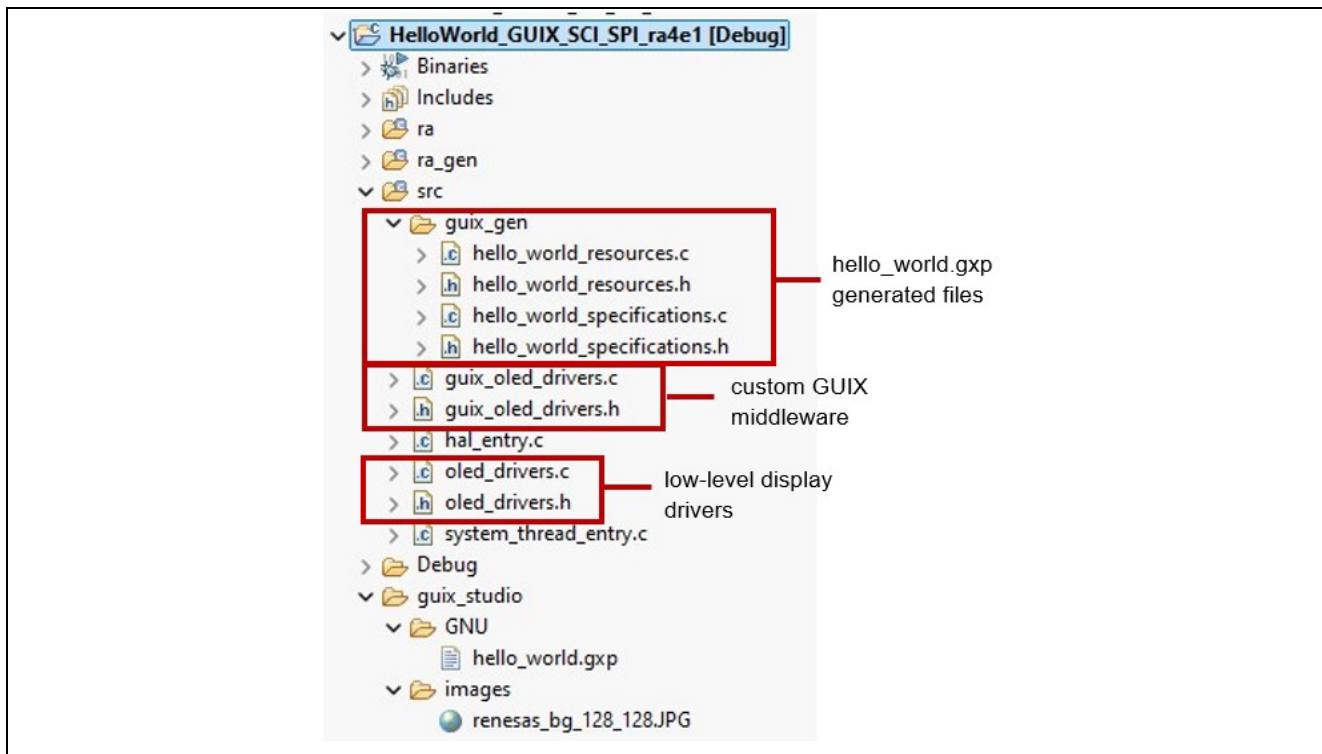 HelloWorld_GUIX_SCI_SPI_ra4e1 [Debug]
Binaries
Includes
ra
ra_gen
src
guix_gen
hello_world_resources.c
hello_world_resources.h
hello_world_specifications.c
hello_world_specifications.h
hello_world.gxp
generated files
guix_oled_drivers.c
guix_oled_drivers.h
custom GUIX
middleware
hal_entry.c
oled_drivers.c
oled_drivers.h
low-level display
drivers
system_thread_entry.c
Debug
guix_studio
GNU
hello_world.gxp
images
renesas_bg_128_128.JPG